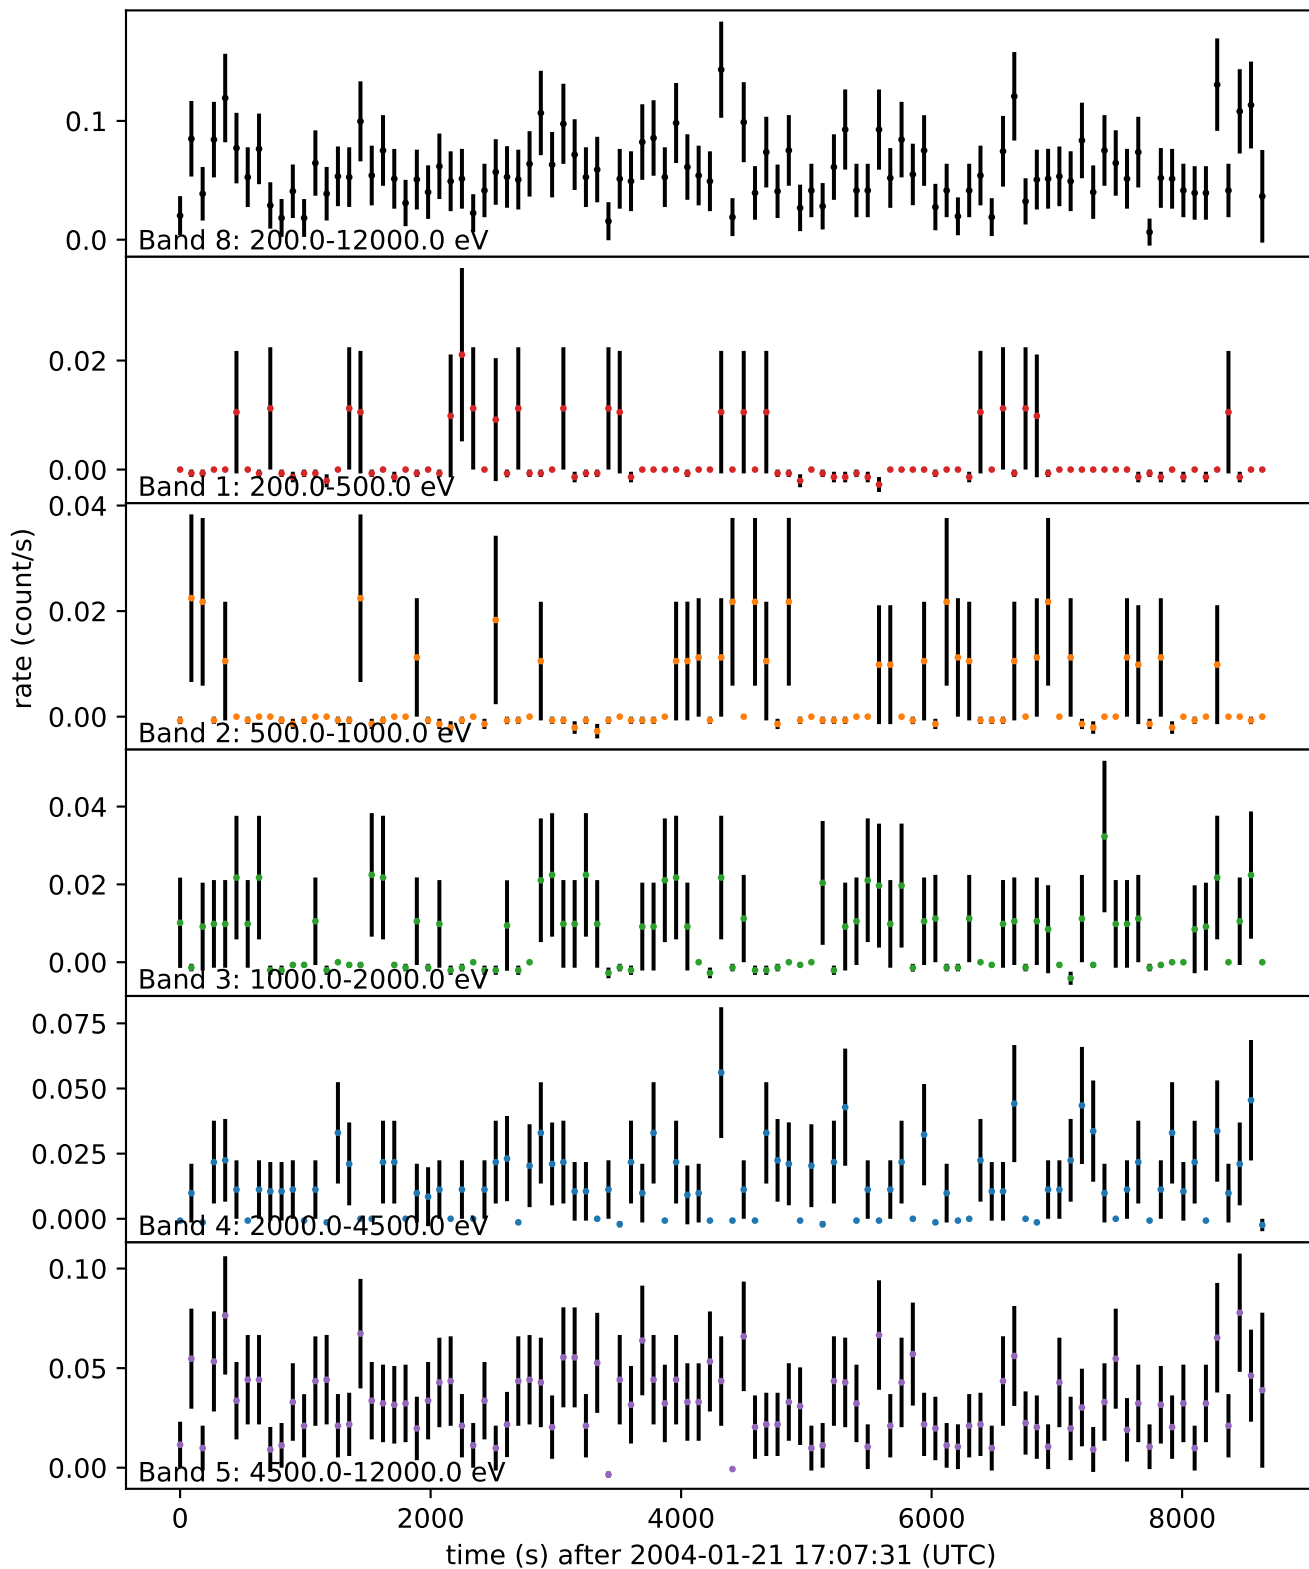 0.1
0.0
Band 8: 200.0-12000.0 eV
0.02
0.00
Band 1: 200.0-500.0 eV
0.04
0.02
0.00
Band 2: 500.0-1000.0 eV
rate (count/s)
0.04
0.02
0.00
Band 3: 1000.0-2000.0 eV
0.075
0.050
0.025
0.000
Band 4: 2000.0-4500.0 eV
0.10
0.05
0.00
Band 5: 4500.0-12000.0 eV
0 2000 4000 6000 8000
time (s) after 2004-01-21 17:07:31 (UTC)